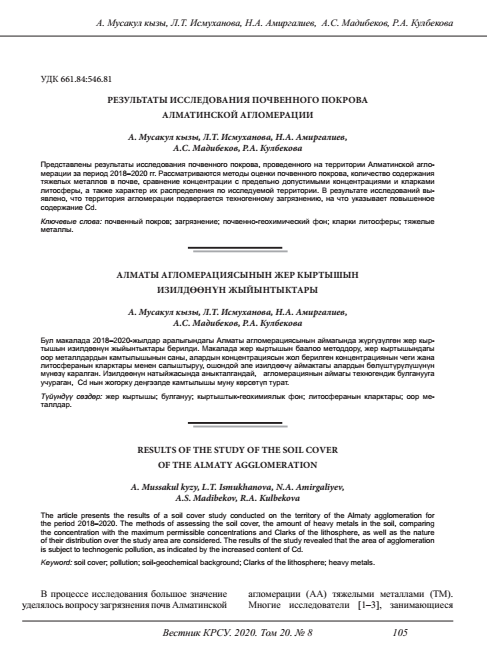 А. Мусакул кызы, Л.Т. Исмуханова, Н.А. Амиргалиев, А.С. Мадибеков, Р.А. Кулбекова
УДК 661.84:546.81
РЕЗУЛЬТАТЫ ИССЛЕДОВАНИЯ ПОЧВЕННОГО ПОКРОВА
АЛМАТИНСКОЙ АГЛОМЕРАЦИИ
А. Мусакул кызы, Л.Т. Исмуханова, Н.А. Амиргалиев,
А.С. Мадибеков, Р.А. Кулбекова
Представлены результаты исследования почвенного покрова, проведенного на территории Алматинской агло-
мерации за период 2018–2020 гг. Рассматриваются методы оценки почвенного покрова, количество содержания
тяжелых металлов в почве, сравнение концентрации с предельно допустимыми концентрациями и кларками
литосферы, а также характер их распределения по исследуемой территории. В результате исследований вы-
явлено, что территория агломерации подвергается техногенному загрязнению, на что указывает повышенное
содержание Cd.
Ключевые слова: почвенный покров; загрязнение; почвенно-геохимический фон; кларки литосферы; тяжелые
металлы.
АЛМАТЫ АГЛОМЕРАЦИЯСЫНЫН ЖЕР КЫРТЫШЫН
ИЗИЛДӨӨНҮН ЖЫЙЫНТЫКТАРЫ
А. Мусакул кызы, Л.Т. Исмуханова, Н.А. Амиргалиев,
А.С. Мадибеков, Р.А. Кулбекова
Бул макалада 2018–2020-жылдар аралыгындагы Алматы агломерациясынын аймагында жүргүзүлгөн жер кыр-
тышын изилдөөнүн жыйынтыктары берилди. Макалада жер кыртышын баалоо методдору, жер кыртышындагы
оор металлдардын камтылышынын саны, алардын концентрациясын жол берилген концентрациянын чеги жана
литосферанын кларктары менен салыштыруу, ошондой эле изилдөөчү аймактагы алардын бөлүштүрүлүшүнүн
мүнөзү каралган. Изилдөөнүн натыйжасында аныкталгандай, агломерациянын аймагы техногендик булганууга
учураган, Cd нын жогорку деңгээлде камтылышы муну көрсөтүп турат.
Түйүндүү сөздөр: жер кыртышы; булгануу; кыртыштык-геохимиялык фон; литосферанын кларктары; оор ме-
таллдар.
RESULTS OF THE STUDY OF THE SOIL COVER
OF THE ALMATY AGGLOMERATION
A. Mussakul kyzy, L.T. Ismukhanova, N.A. Amirgaliyev,
A.S. Madibekov, R.A. Kulbekova
The article presents the results of a soil cover study conducted on the territory of the Almaty agglomeration for
the period 2018–2020. The methods of assessing the soil cover, the amount of heavy metals in the soil, comparing
the concentration with the maximum permissible concentrations and Clarks of the lithosphere, as well as the nature
of their distribution over the study area are considered. The results of the study revealed that the area of agglomeration
is subject to technogenic pollution, as indicated by the increased content of Cd.
Keyword: soil cover; pollution; soil-geochemical background; Clarks of the lithosphere; heavy metals.
В процессе исследования большое значение
уделялось вопросу загрязнения почв Алматинской
агломерации (АА) тяжелыми металлами (ТМ).
Многие исследователи [1–3], занимающиеся
Вестник КРСУ. 2020. Том 20. № 8
105